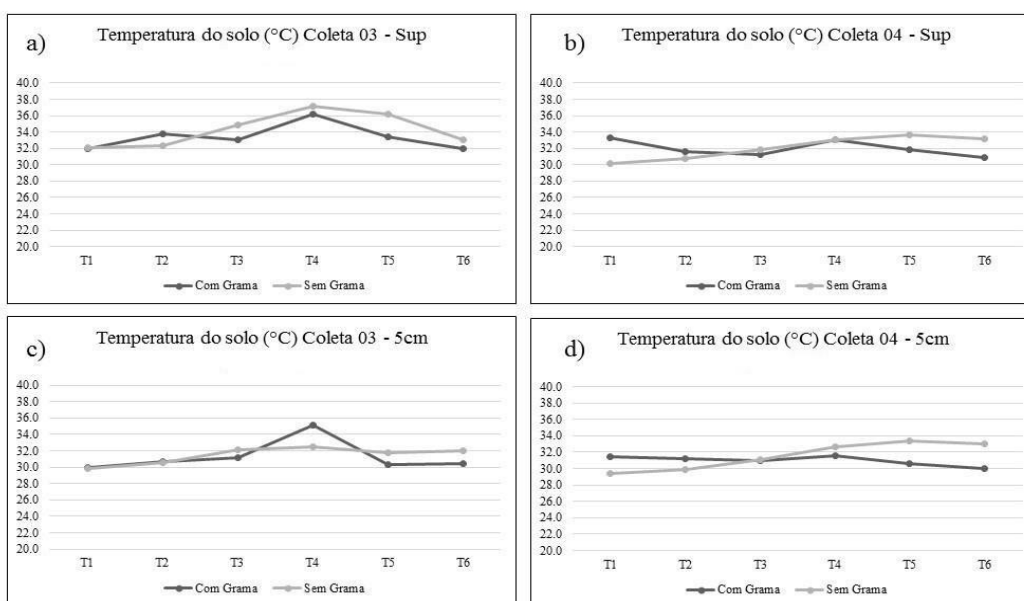 a)
Temperatura do solo (°C) Coleta 03 - Sup
40.0
38.0
36.0
34.0
32.0
30.0
28.0
26.0
24.0
22.0
20.0
T1 T2 T3 T4 T5 T6
Com Grama Sem Grama
b)
Temperatura do solo (°C) Coleta 04 - Sup
40.0
38.0
36.0
34.0
32.0
30.0
28.0
26.0
24.0
22.0
20.0
T1 T2 T3 T4 T5 T6
Com Grama Sem Grama
c)
Temperatura do solo (°C) Coleta 03 - 5cm
40.0
38.0
36.0
34.0
32.0
30.0
28.0
26.0
24.0
22.0
20.0
T1 T2 T3 T4 T5 T6
Com Grama Sem Grama
d)
Temperatura do solo (°C) Coleta 04 - 5cm
40.0
38.0
36.0
34.0
32.0
30.0
28.0
26.0
24.0
22.0
20.0
T1 T2 T3 T4 T5 T6
Com Grama Sem Grama